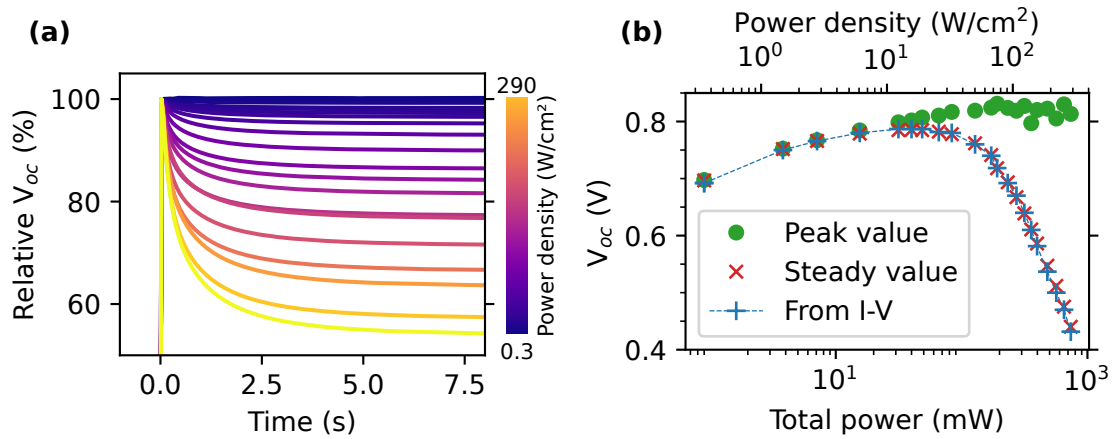 (a)
Relative V_oc (%)
100
80
60
0.0 2.5 5.0 7.5
Time (s)
290
Power density (W/cm²)
0.3
(b)
Power density (W/cm²)
10⁰ 10¹ 10²
V_oc (V)
0.8
0.6
0.4
Peak value
Steady value
From I-V
10¹ 10³
Total power (mW)